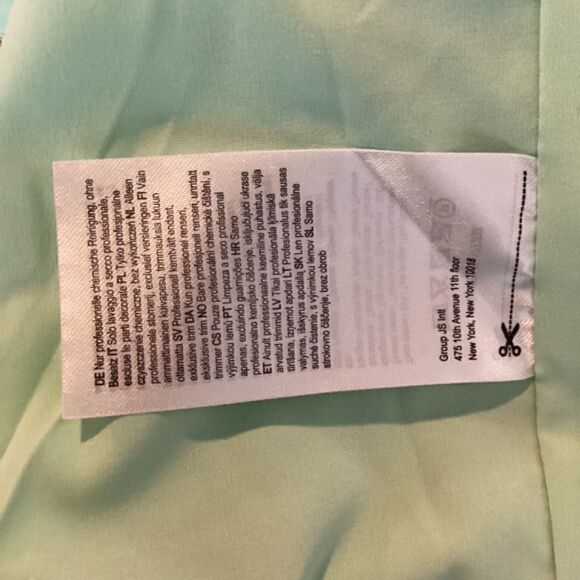 DE Nur professionelle chemische Reinigung, ohne
Besatz IT Solo lavaggio a secco professionale,
escluse le parti decorate PL Tylko profesjonalne
czyszczenie chemiczne, bez wykończeń NL Alleen
professionele stomerij, exclusief versieringen FI Vain
ammattimainen kuivapesu, trimmauksia lukuun
ottamatta SV Professionell kemtvätt endast,
exklusive trim DA Kun professionel renseri,
eksklusive trim NO Bare profesjonell renseri, unntatt
trimmer CS Pouze profesionální chemické čištění, s
výjimkou lemů PT Limpeza a seco profissional
apenas, excluindo guarnições HR Samo
profesionalno kemijsko čišćenje, isključujući ukrase
ET Ainult professionaalne keemiline puhastus, välja
arvatud trimmid LV Tikai profesionāla ķīmiskā
tīrīšana, izņemot apdari LT Profesionalus tik sausas
valymas, išskyrus apdailą SK Len profesionálne
suché čistenie, s výnimkou lemov SL Samo
strokovno čiščenje, brez obrob
Group JS Intl
475 10th Avenue 11th floor
New York, New York 10018